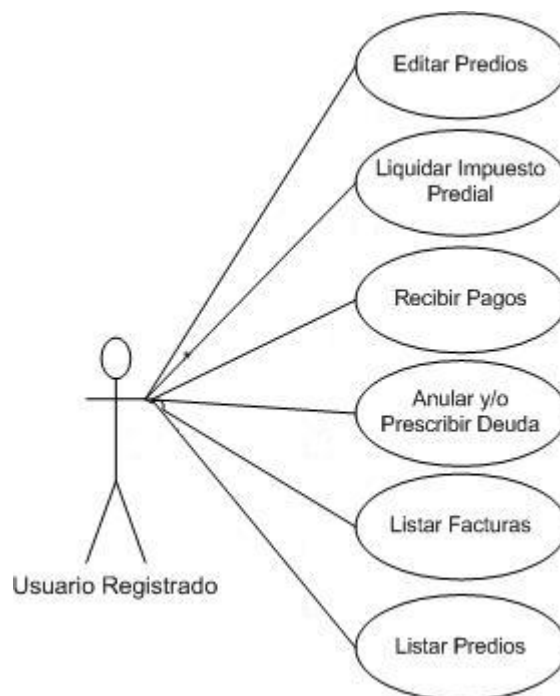 Editar Predios
Liquidar Impuesto
Predial
Recibir Pagos
Anular y/o
Prescribir Deuda
Listar Facturas
Usuario Registrado
Listar Predios